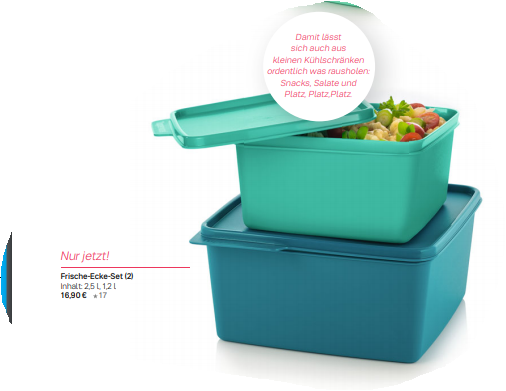 Damit lässt
sich auch aus
kleinen Kühlschränken
ordentlich was rausholen:
Snacks, Salate und
Platz, Platz,Platz.
Nur jetzt!
Frische-Ecke-Set (2)
Inhalt: 2,5 l, 1,2 l
16,90 € ★17